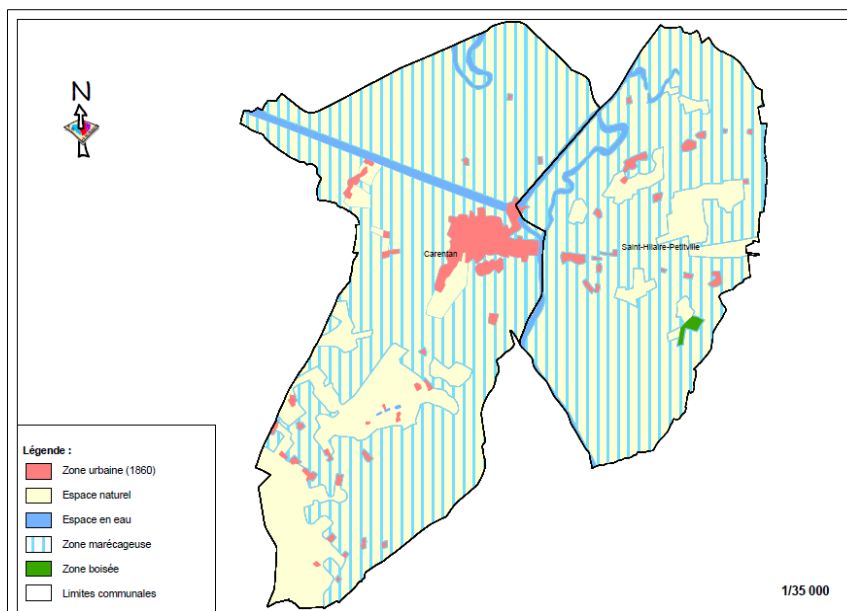 N
Carentan
Saint-Hilaire-Petitville
Légende :
Zone urbaine (1860)
Espace naturel
Espace en eau
Zone marécageuse
Zone boisée
Limites communales
1/35 000